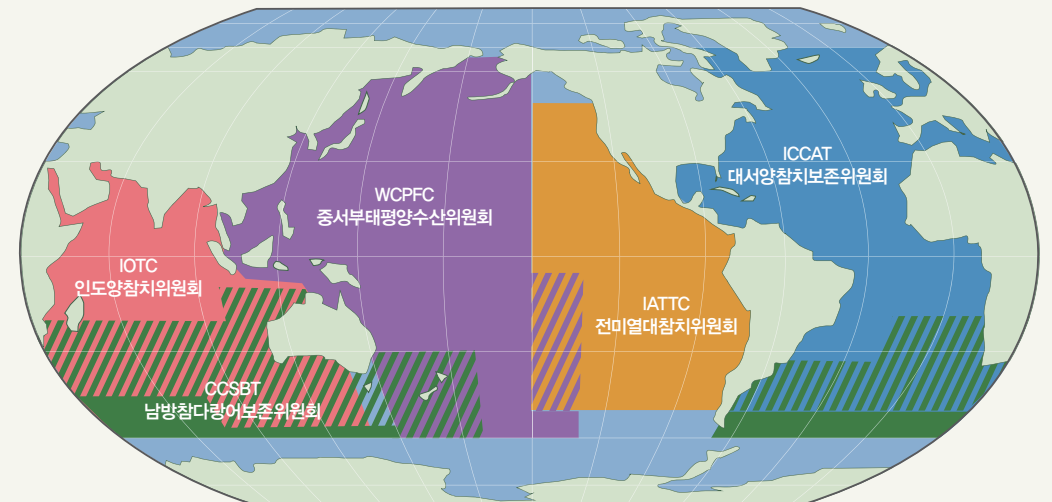 ICCAT
대서양참치보존위원회
WCPFC
중서부태평양수산위원회
IOTC
인도양참치위원회
IATTC
전미열대참치위원회
CCSBT
남방참다랑어보존위원회